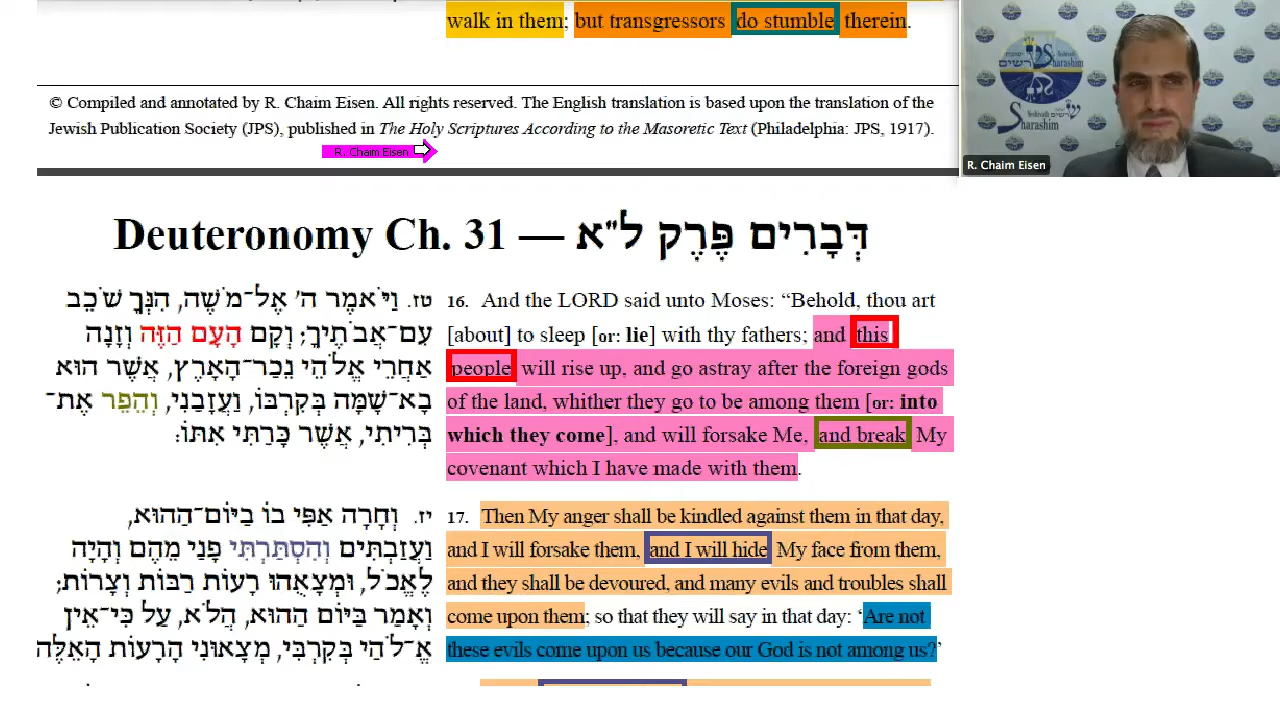 walk in them; but transgressors do stumble therein.
© Compiled and annotated by R. Chaim Eisen. All rights reserved. The English translation is based upon the translation of the
Jewish Publication Society (JPS), published in The Holy Scriptures According to the Masoretic Text (Philadelphia: JPS, 1917).
R. Chaim Eisen
Yeshivath
Sharashim
שרשים
R. Chaim Eisen
Deuteronomy Ch. 31 — דְּבָרִים פֶּרֶק ל"א
טז. וַיֹּאמֶר ה' אֶל־מֹשֶׁה, הִנְּךָ שֹׁכֵב
עִם־אֲבֹתֶיךָ; וְקָם הָעָם הַזֶּה וְזָנָה
אַחֲרֵי אֱלֹהֵי נֵכַר־הָאָרֶץ, אֲשֶׁר הוּא
בָא־שָׁמָּה בְּקִרְבּוֹ, וַעֲזָבַנִי, וְהֵפֵר אֶת־
בְּרִיתִי, אֲשֶׁר כָּרַתִּי אִתּוֹ:
16. And the LORD said unto Moses: “Behold, thou art
[about] to sleep [or: lie] with thy fathers; and this
people will rise up, and go astray after the foreign gods
of the land, whither they go to be among them [or: into
which they come], and will forsake Me, and break My
covenant which I have made with them.
יז. וְחָרָה אַפִּי בוֹ בַיּוֹם־הַהוּא,
וַעֲזַבְתִּים וְהִסְתַּרְתִּי פָנַי מֵהֶם וְהָיָה
לֶאֱכֹל, וּמְצָאֻהוּ רָעוֹת רַבּוֹת וְצָרוֹת;
וְאָמַר בַּיּוֹם הַהוּא, הֲלֹא, עַל כִּי־אֵין
אֱ־לֹהַי בְּקִרְבִּי, מְצָאוּנִי הָרָעוֹת הָאֵלֶּה
17. Then My anger shall be kindled against them in that day,
and I will forsake them, and I will hide My face from them,
and they shall be devoured, and many evils and troubles shall
come upon them; so that they will say in that day: ‘Are not
these evils come upon us because our God is not among us?’